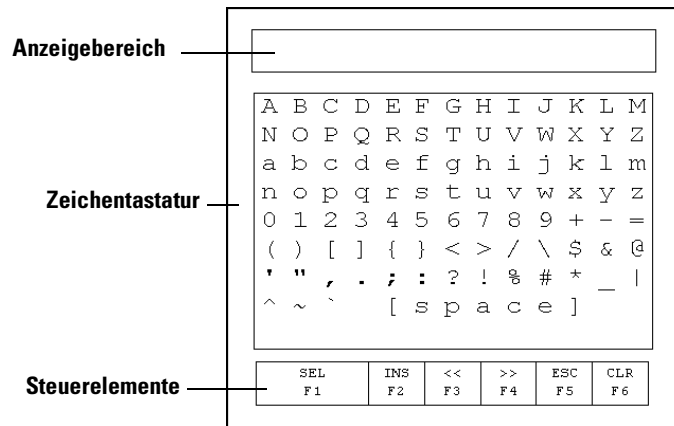 Anzeigebereich
A B C D E F G H I J K L M
N O P Q R S T U V W X Y Z
a b c d e f g h i j k l m
Zeichentastatur
n o p q r s t u v w x y z
0 1 2 3 4 5 6 7 8 9 + - =
( ) [ ] { } < > / \ $ & @
' " , . ; : ? ! % # * _ |
^ ~ ` [ s p a c e ]
Steuerelemente
SEL INS << >> ESC CLR
F1 F2 F3 F4 F5 F6